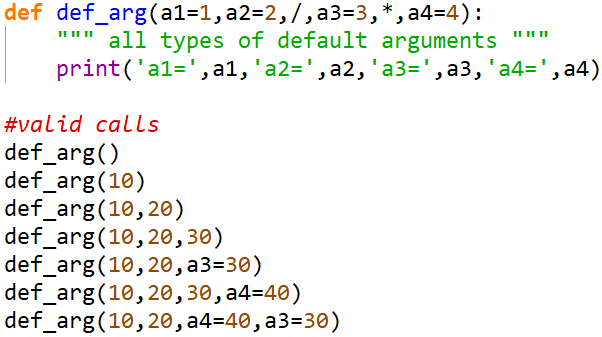 def def_arg(a1=1,a2=2,/,a3=3,*,a4=4):
    """ all types of default arguments """
    print('a1=',a1,'a2=',a2,'a3=',a3,'a4=',a4)

#valid calls
def_arg()
def_arg(10)
def_arg(10,20)
def_arg(10,20,30)
def_arg(10,20,a3=30)
def_arg(10,20,30,a4=40)
def_arg(10,20,a4=40,a3=30)